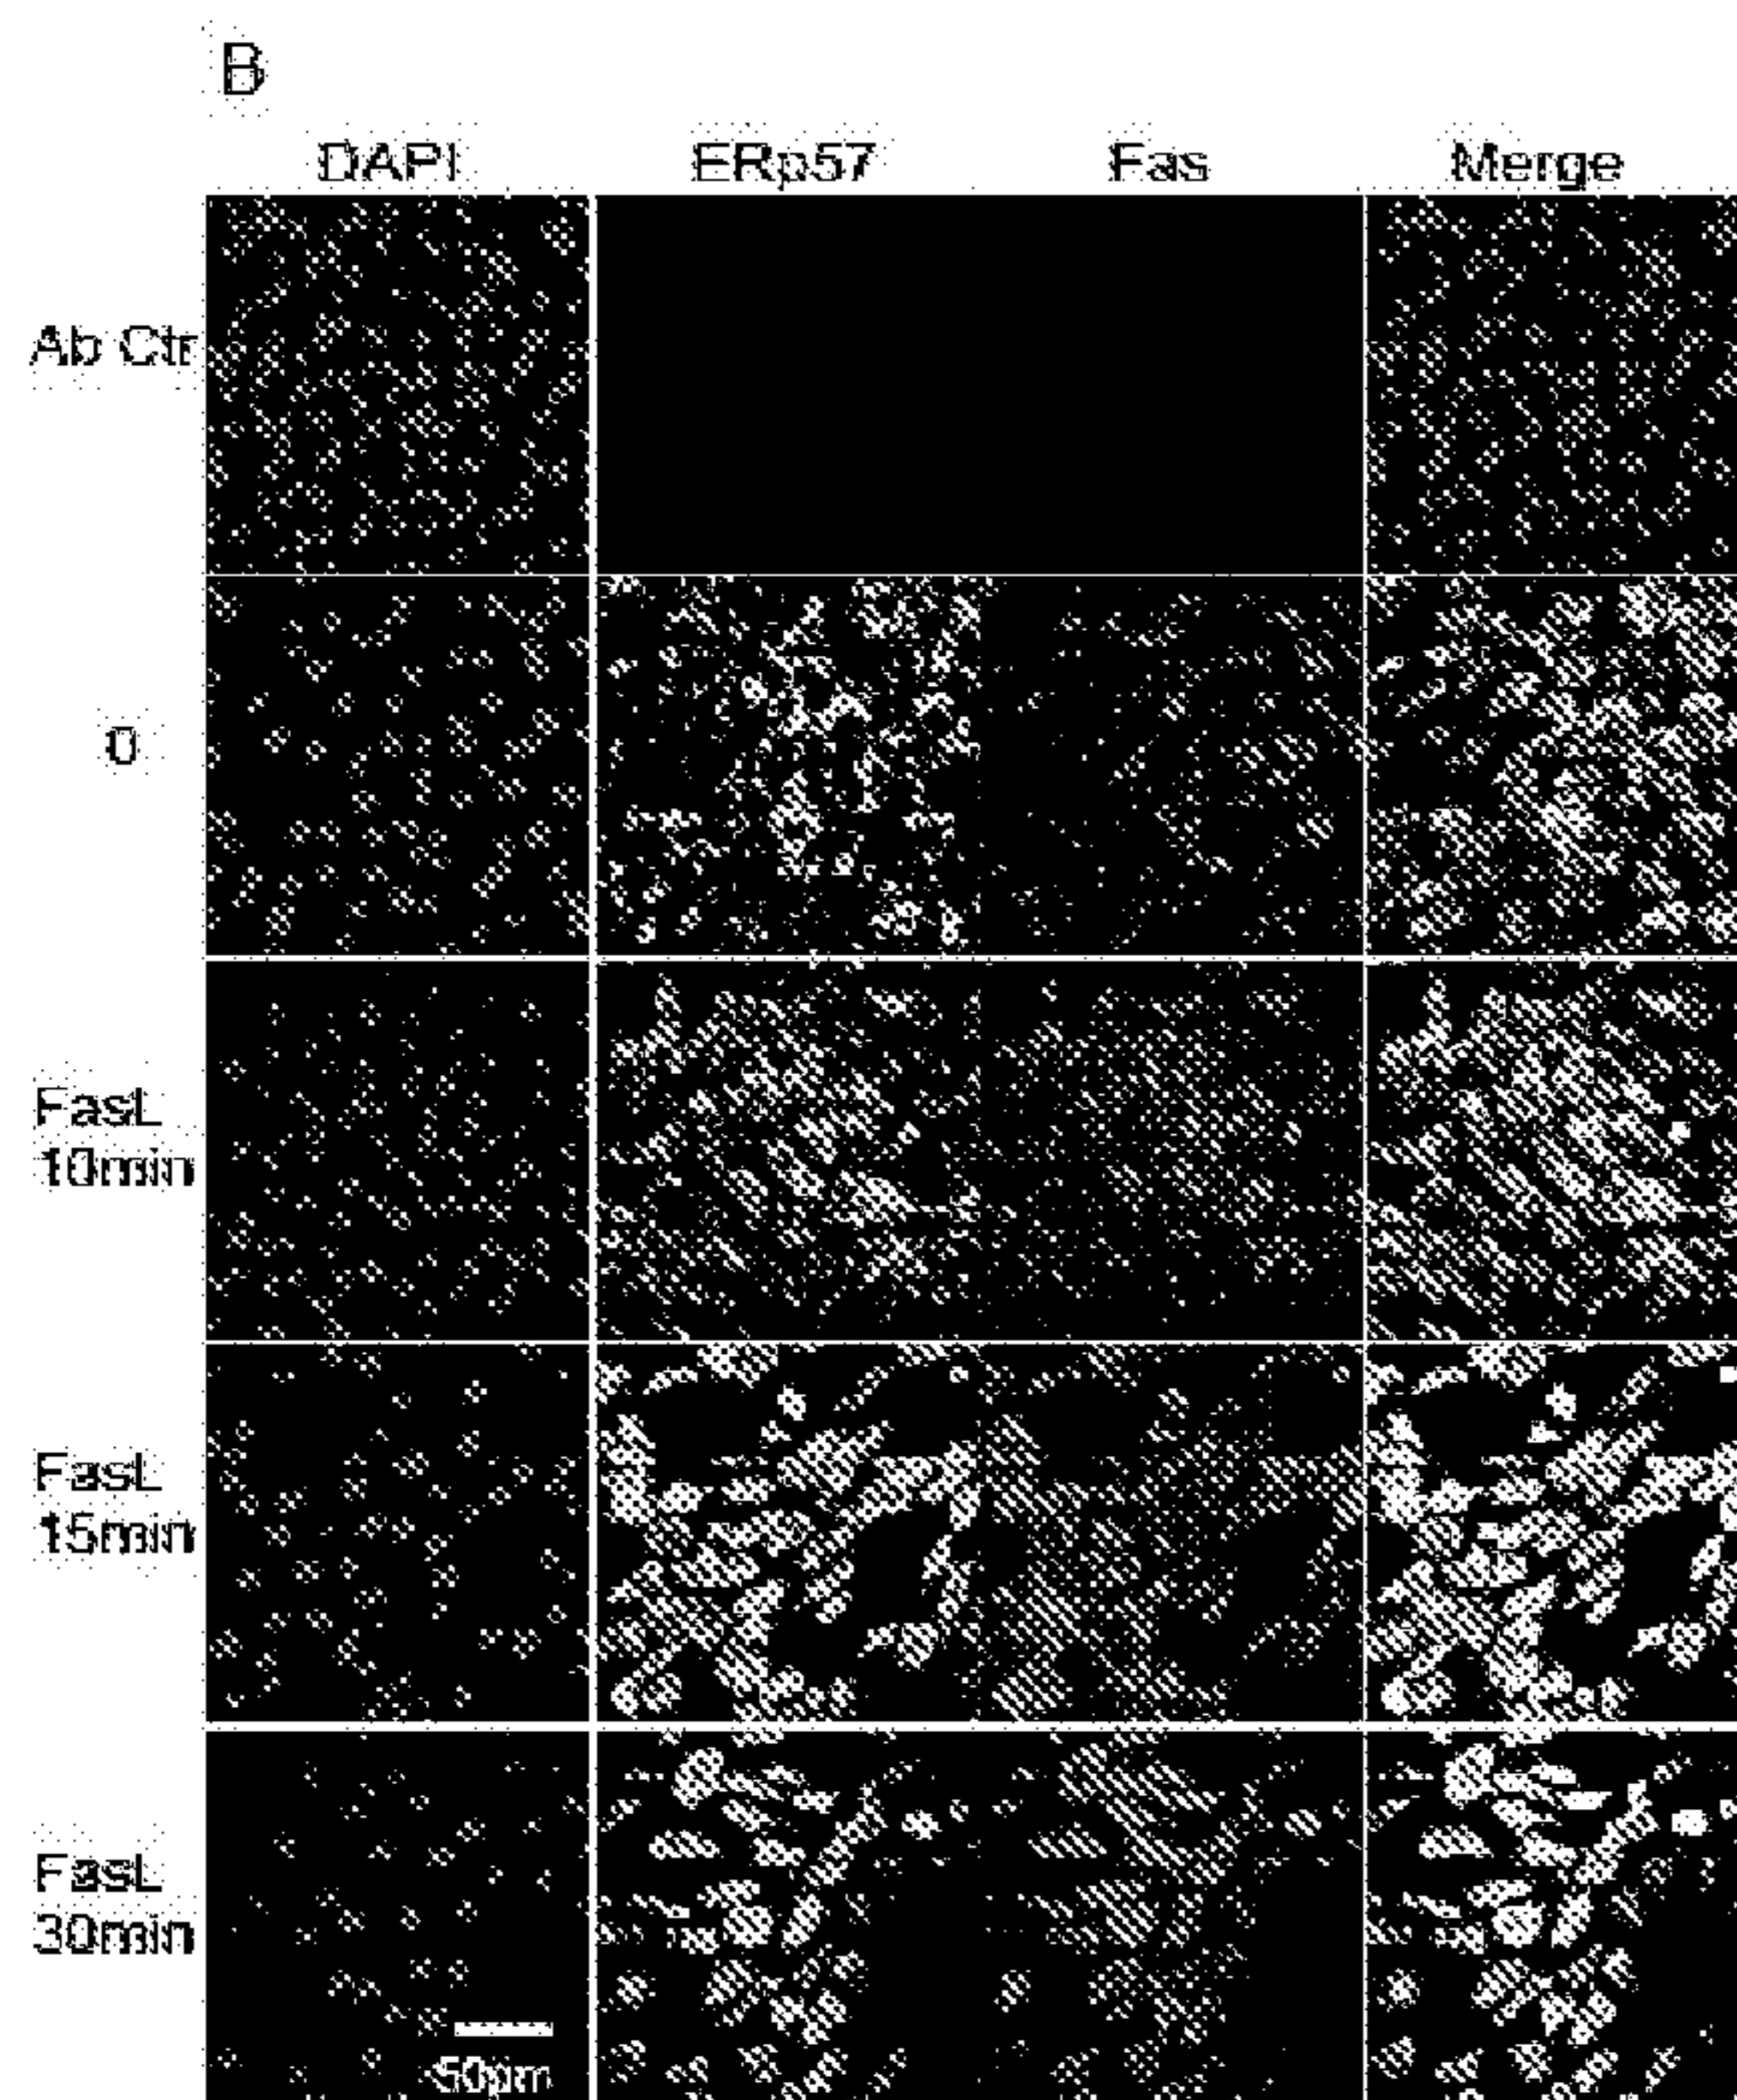 B
DAPI ERp57 Fas Merge
Ab Ctr
0
FasL
10min
FasL
15min
FasL
30min
50μm